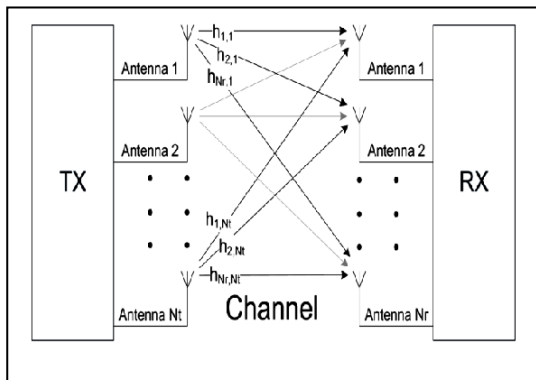 h1,1
h2,1
hNr,1
Antenna 1
Antenna 1
Antenna 2
Antenna 2
TX
RX
h1,Nt
h2,Nt
hNr,Nt
Channel
Antenna Nt
Antenna Nr